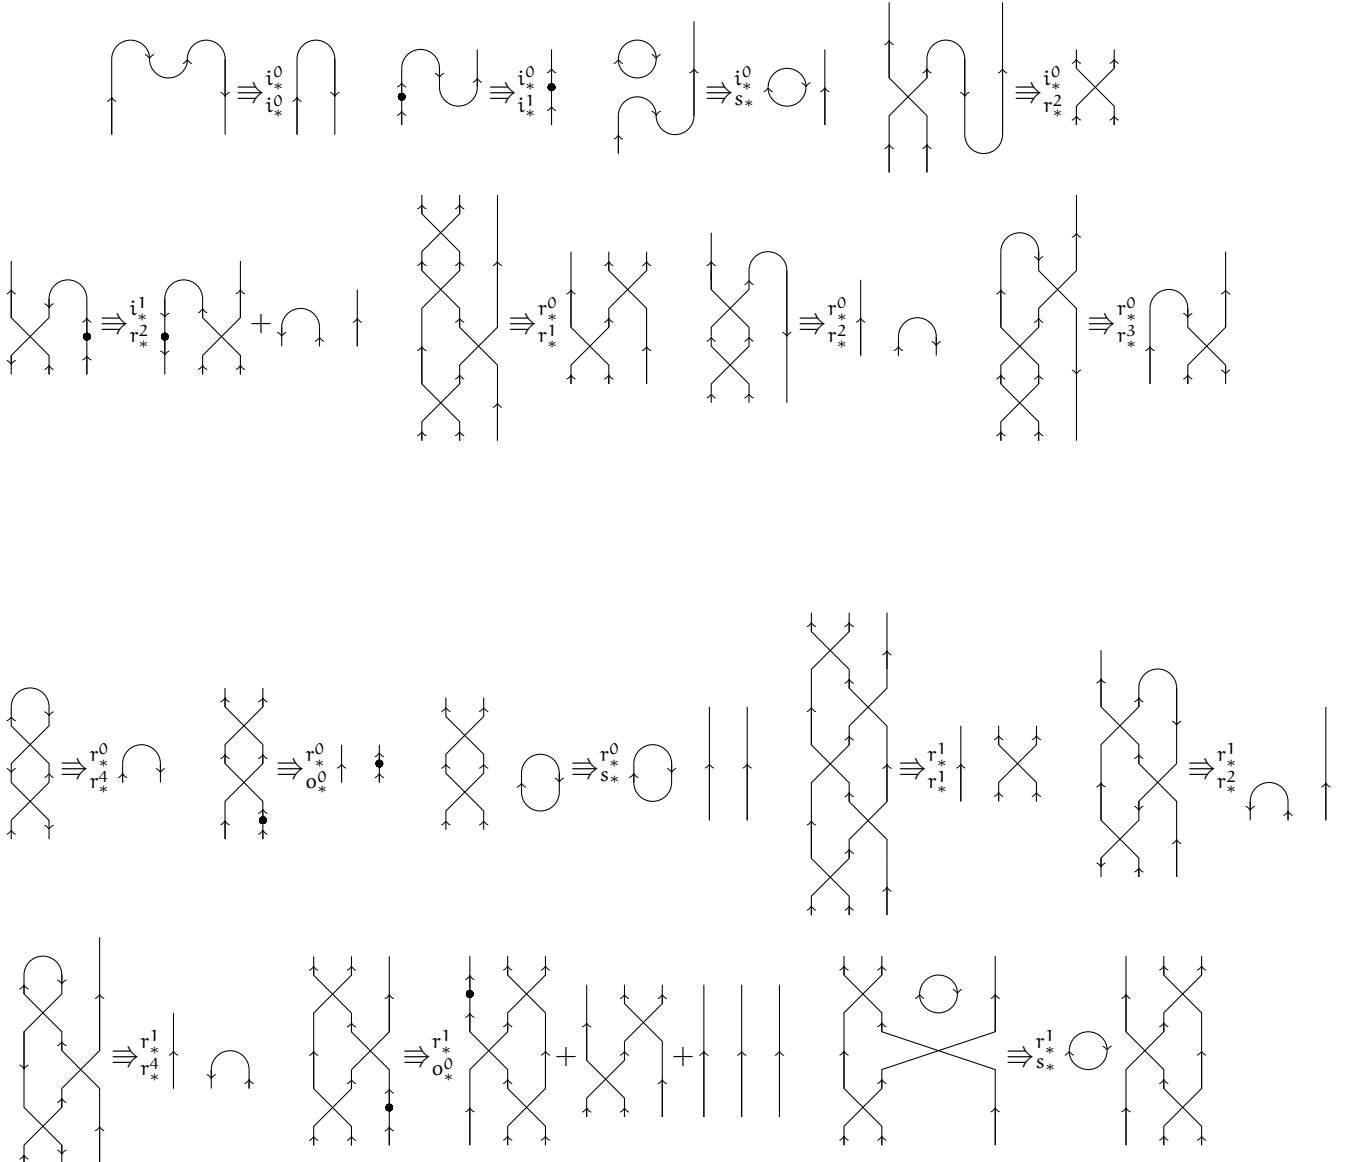 ⇛ i⁰∗ i⁰∗ ⇛ i⁰∗ i¹∗ ⇛ i⁰∗ s∗ ⇛ i⁰∗ r²∗
⇛ i¹∗ r²∗ + ⇛ r⁰∗ r¹∗ ⇛ r⁰∗ r²∗ ⇛ r⁰∗ r³∗
⇛ r⁰∗ r⁴∗ ⇛ r⁰∗ o⁰∗ ⇛ r⁰∗ s∗ ⇛ r¹∗ r¹∗ ⇛ r¹∗ r²∗
⇛ r¹∗ r⁴∗ ⇛ r¹∗ o⁰∗ + + ⇛ r¹∗ s∗